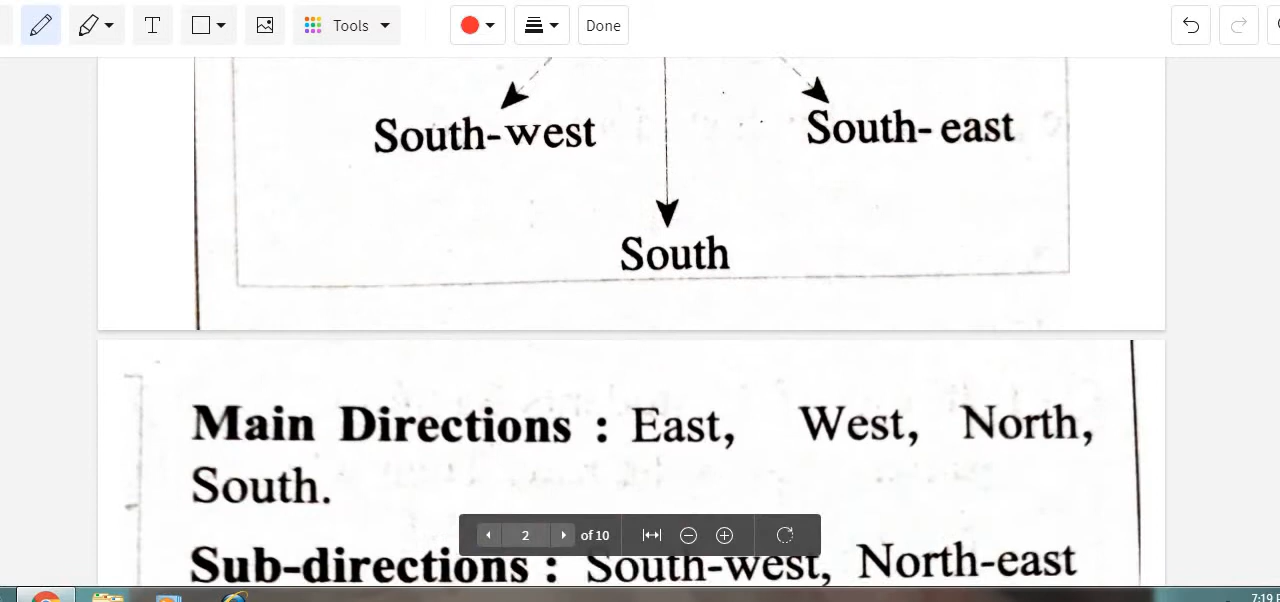 Tools
Done
South-west
South-east
South
Main Directions : East, West, North,
South.
2 of 10
Sub-directions : South-west, North-east